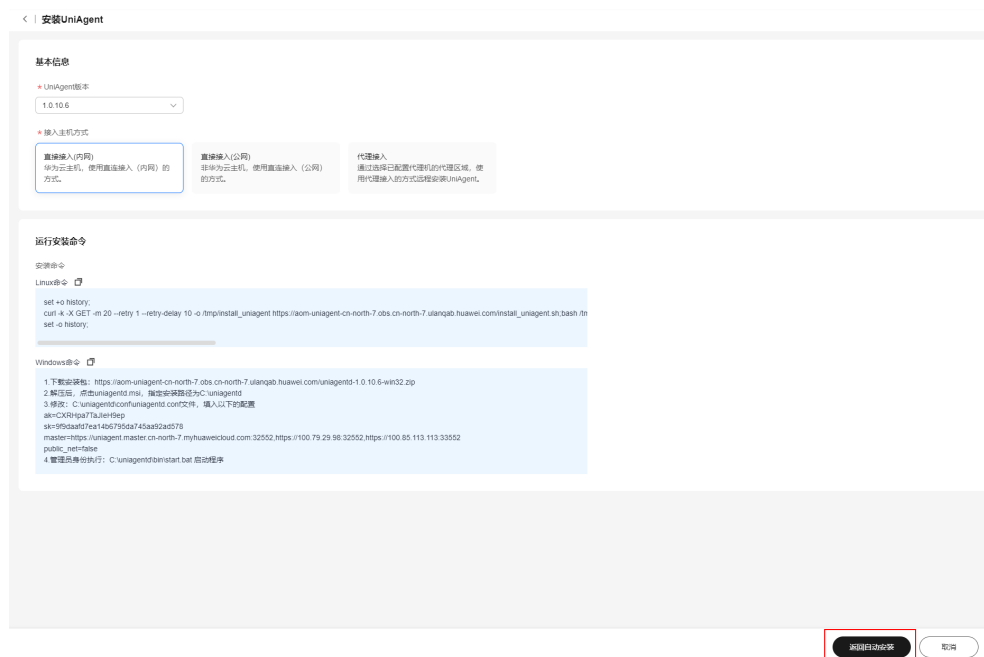 安装UniAgent
基本信息
* UniAgent版本
1.0.10.6
* 接入主机方式
直接接入(内网)
华为云主机，使用直连接入（内网）的
方式。
直接接入(公网)
非华为云主机，使用直连接入（公网）
的方式。
代理接入
通过选择已配置代理机的代理区域，使
用代理接入的方式远程安装UniAgent。
运行安装命令
安装命令
Linux命令
set +o history;
curl -k -X GET -m 20 --retry 1 --retry-delay 10 -o /tmp/install_uniagent https://aom-uniagent-cn-north-7.obs.cn-north-7.ulanqab.huawei.com/install_uniagent.sh;bash /tn
set -o history;
Windows命令
1.下载安装包：https://aom-uniagent-cn-north-7.obs.cn-north-7.ulanqab.huawei.com/uniagentd-1.0.10.6-win32.zip
2.解压后，点击uniagentd.msi，指定安装路径为C:\uniagentd
3.修改：C:\uniagentd\conf\uniagentd.conf文件，填入以下的配置
ak=CXRHpa7TaJIeH9ep
sk=9f9daafd7ea14b6795da745aa92ad578
master=https://uniagent.master.cn-north-7.myhuaweicloud.com:32552,https://100.79.29.98:32552,https://100.85.113.113:33552
public_net=false
4.管理员身份执行：C:\uniagentd\bin\start.bat 启动程序
返回自动安装
取消